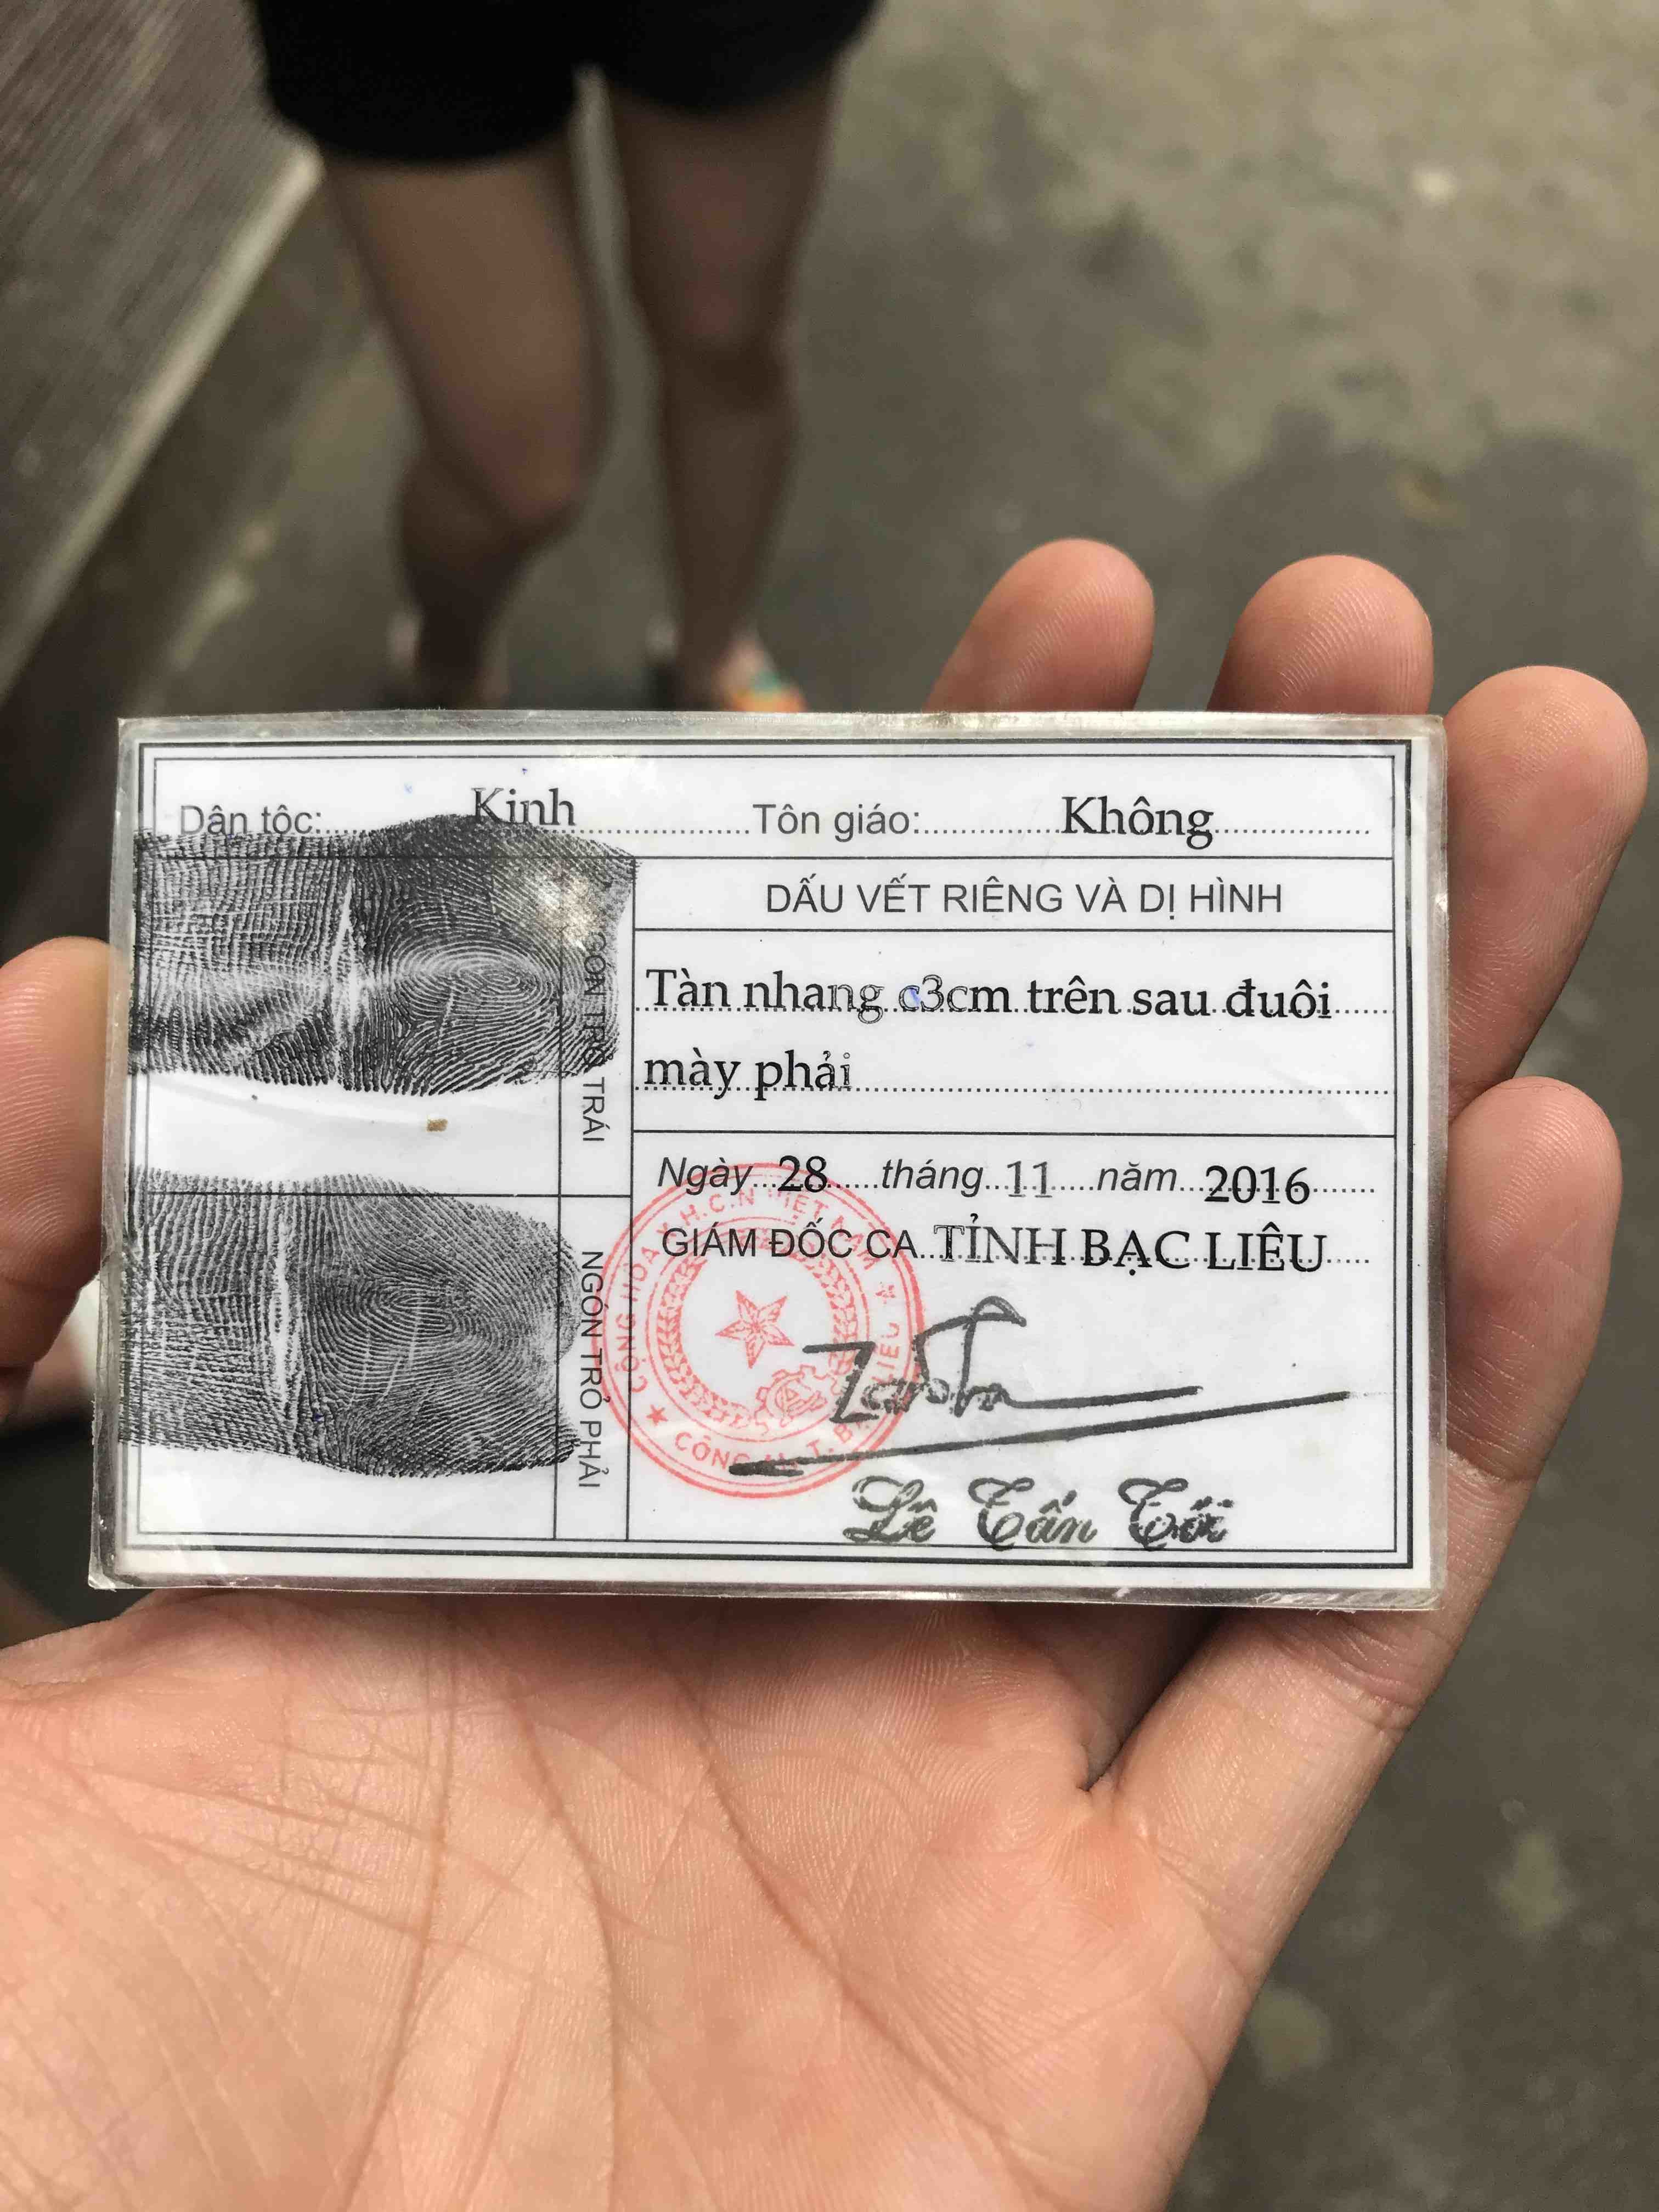 Dân tộc: Kinh Tôn giáo: Không
DẤU VẾT RIÊNG VÀ DỊ HÌNH
Tàn nhang c3cm trên sau đuôi
mày phải
NGÓN TRỎ TRÁI
NGÓN TRỎ PHẢI
Ngày 28 tháng 11 năm 2016
GIÁM ĐỐC CA TỈNH BẠC LIÊU
Lê Tấn Tới